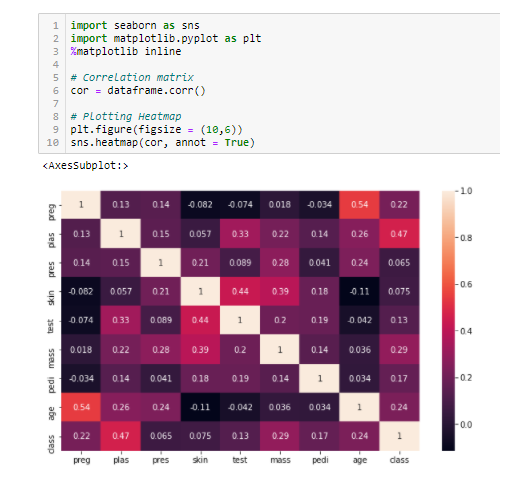 1 import seaborn as sns
2 import matplotlib.pyplot as plt
3 %matplotlib inline
4
5 # Correlation matrix
6 cor = dataframe.corr()
7
8 # Plotting Heatmap
9 plt.figure(figsize = (10,6))
10 sns.heatmap(cor, annot = True)
<AxesSubplot:>
preg 1 0.13 0.14 -0.082 -0.074 0.018 -0.034 0.54 0.22
plas 0.13 1 0.15 0.057 0.33 0.22 0.14 0.26 0.47
pres 0.14 0.15 1 0.21 0.089 0.28 0.041 0.24 0.065
skin -0.082 0.057 0.21 1 0.44 0.39 0.18 -0.11 0.075
test -0.074 0.33 0.089 0.44 1 0.2 0.19 -0.042 0.13
mass 0.018 0.22 0.28 0.39 0.2 1 0.14 0.036 0.29
pedi -0.034 0.14 0.041 0.18 0.19 0.14 1 0.034 0.17
age 0.54 0.26 0.24 -0.11 -0.042 0.036 0.034 1 0.24
class 0.22 0.47 0.065 0.075 0.13 0.29 0.17 0.24 1
preg plas pres skin test mass pedi age class
1.0
0.8
0.6
0.4
0.2
0.0